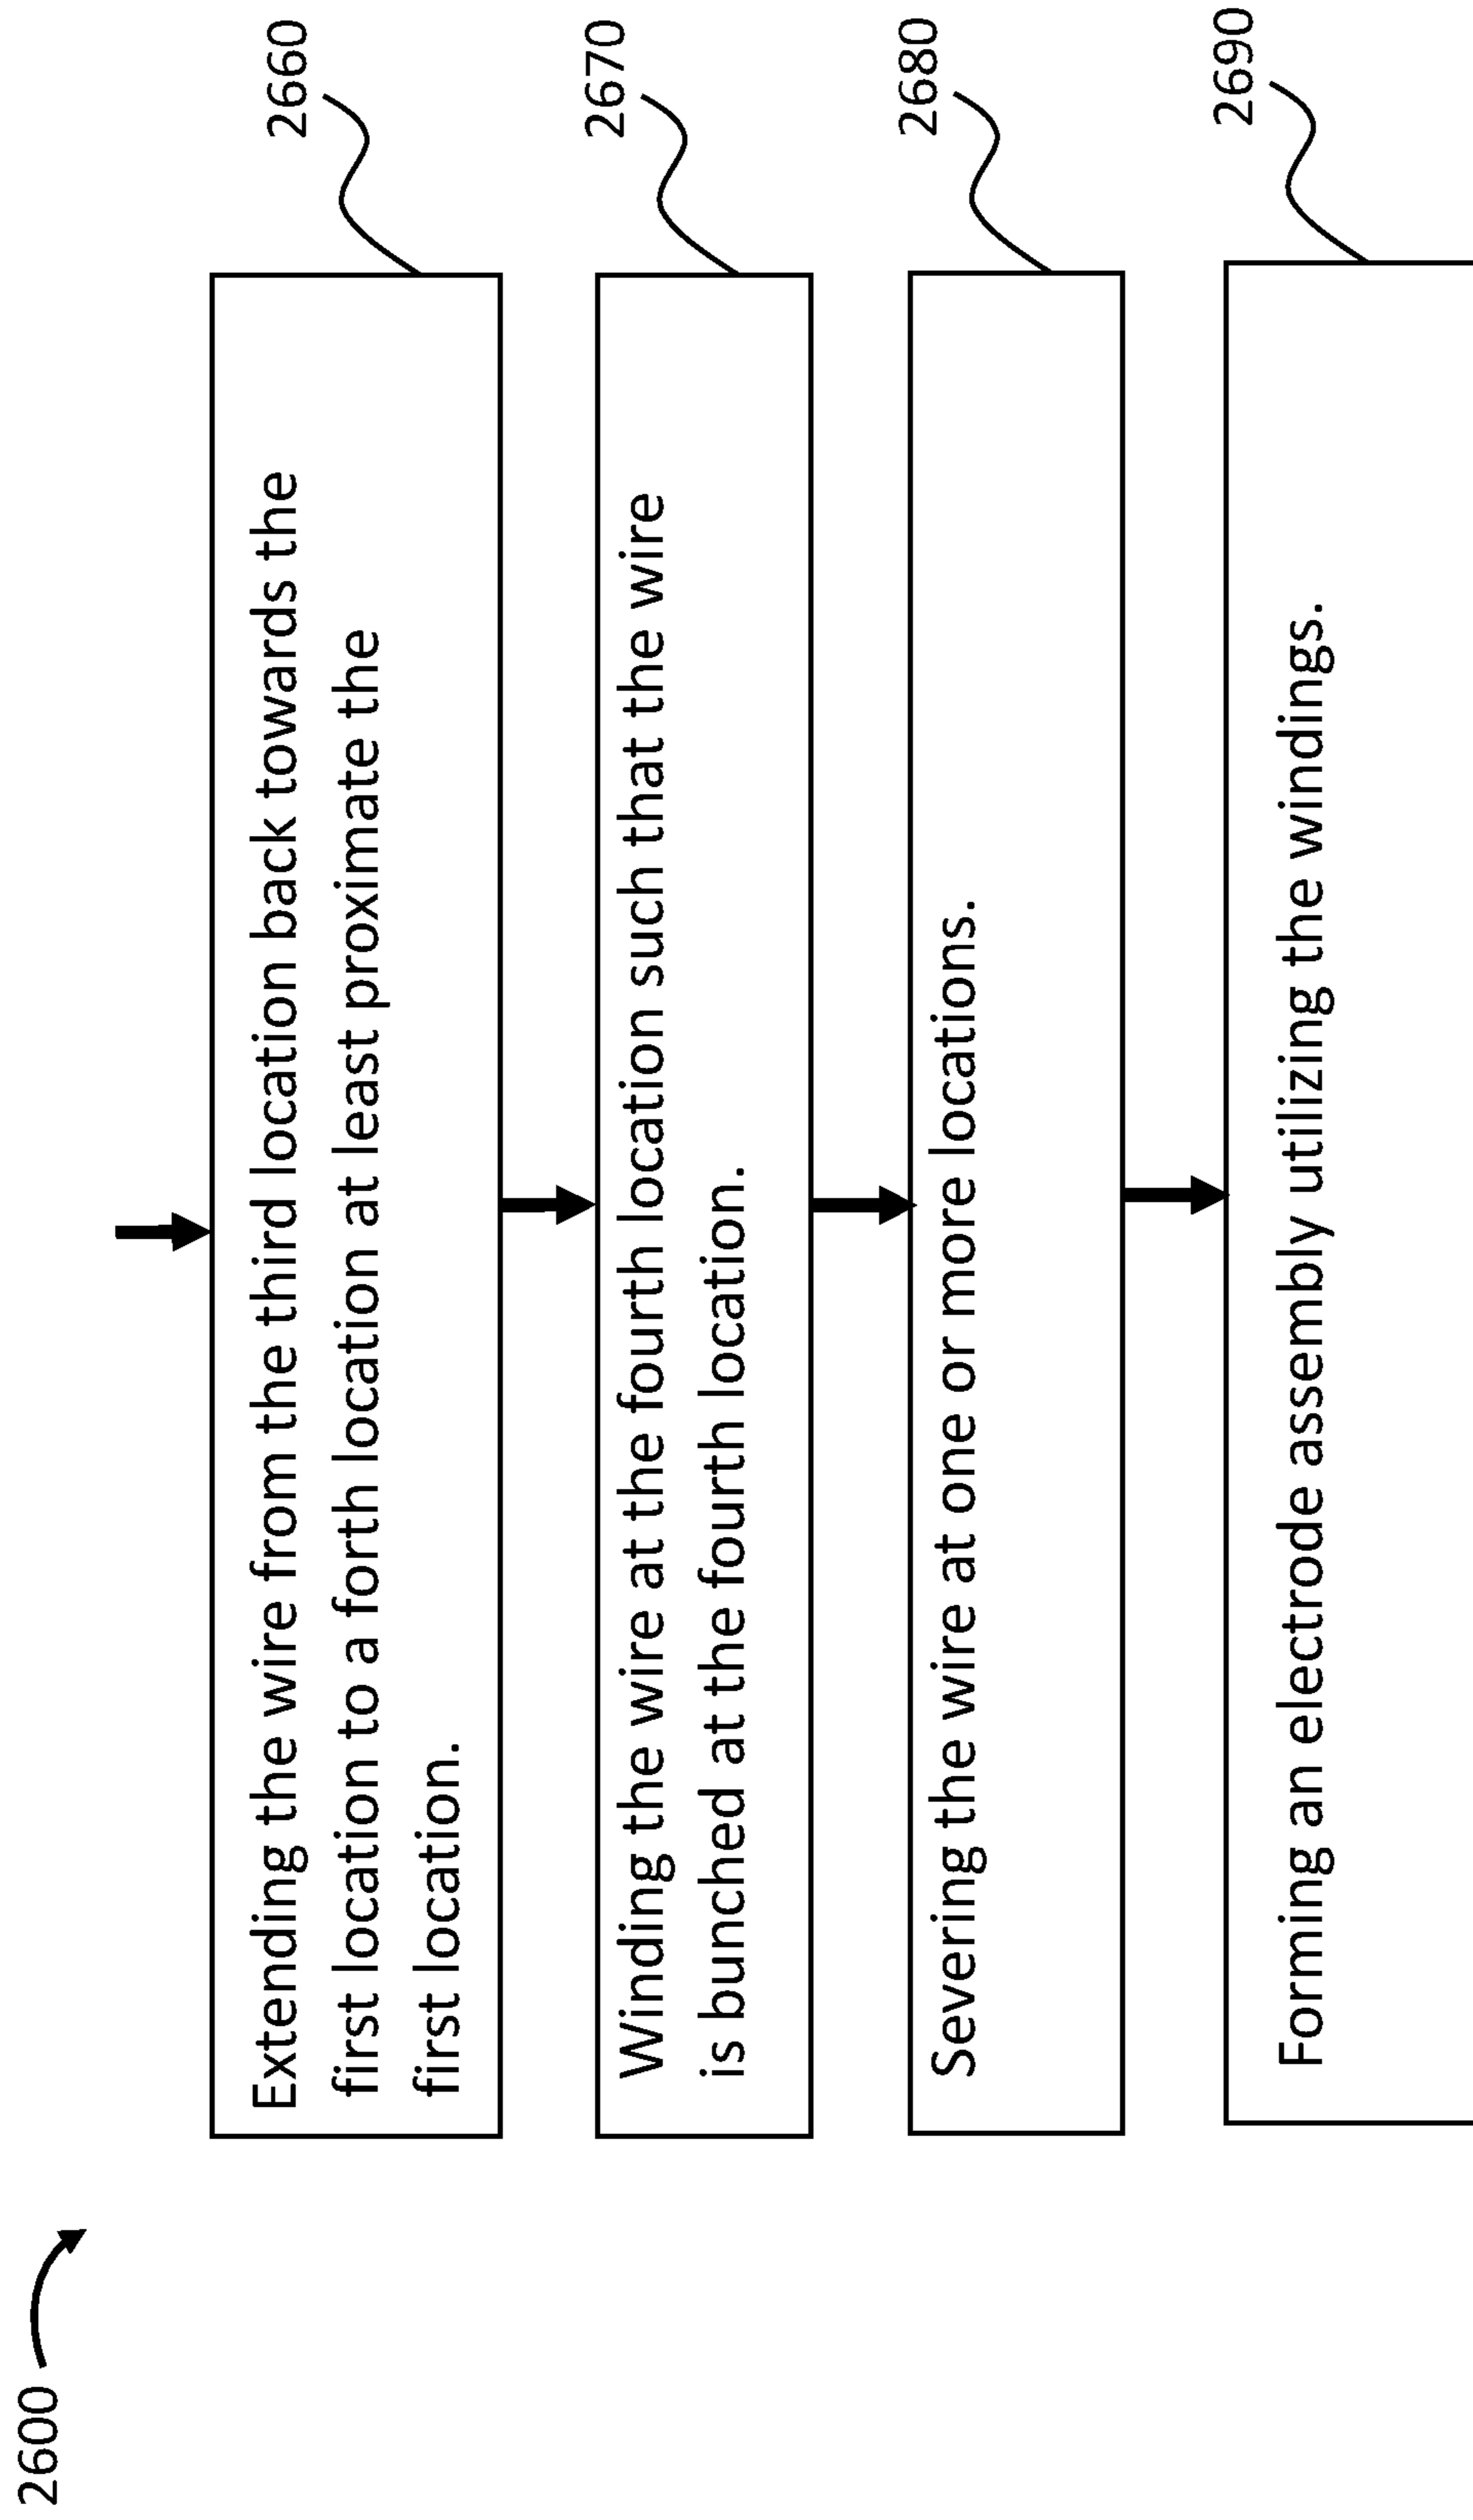 2600
2660
Extending the wire from the third location back towards the
first location to a forth location at least proximate the
first location.
2670
Winding the wire at the fourth location such that the wire
is bunched at the fourth location.
2680
Severing the wire at one or more locations.
2690
Forming an electrode assembly utilizing the windings.